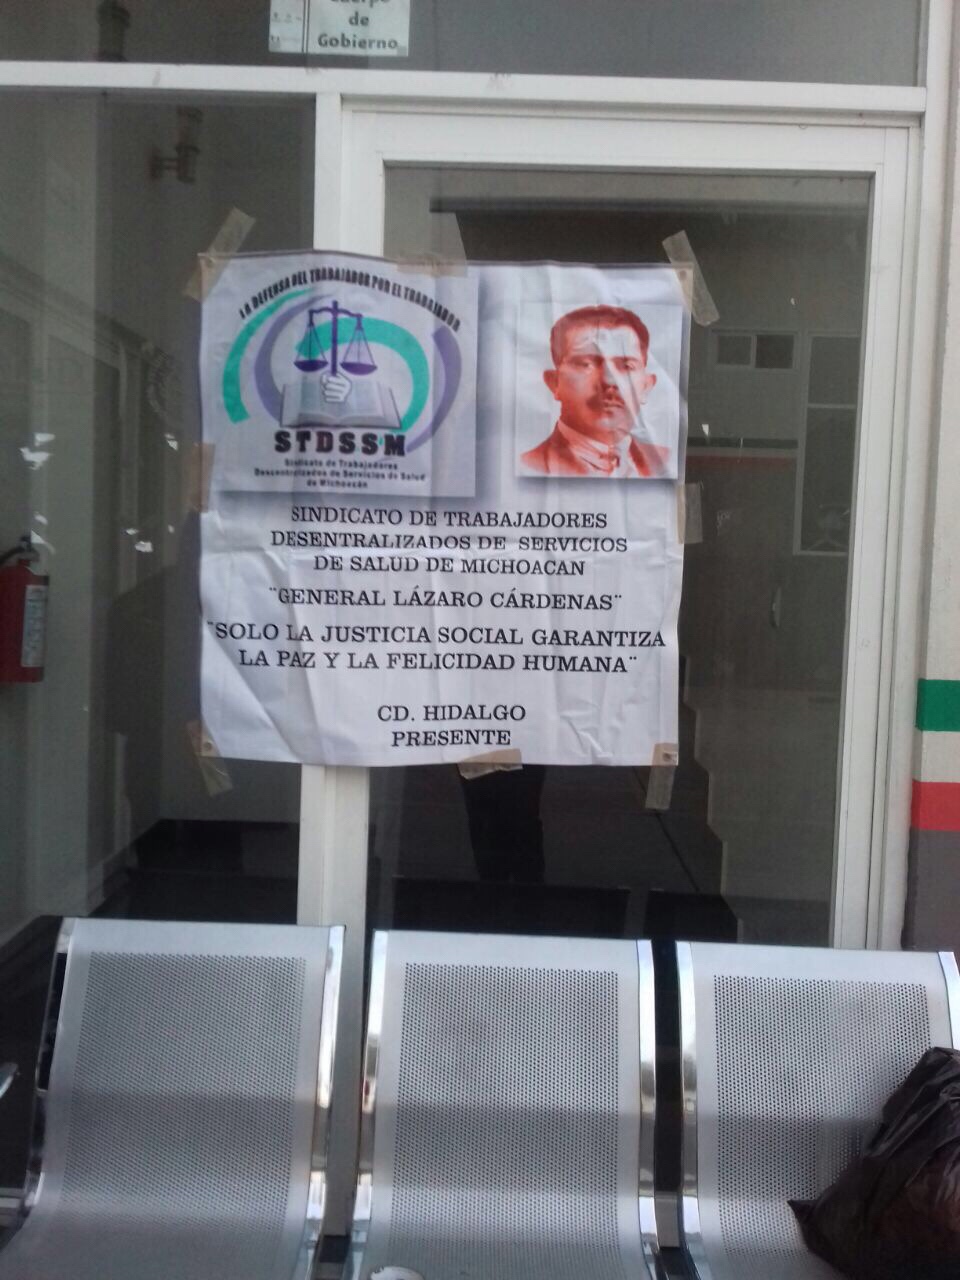 de
Gobierno
LA DEFENSA DEL TRABAJADOR POR EL TRABAJADOR
STDSSM
Sindicato de Trabajadores
Descentralizados de Servicios de Salud
de Michoacán
SINDICATO DE TRABAJADORES
DESENTRALIZADOS DE SERVICIOS
DE SALUD DE MICHOACAN
¨GENERAL LÁZARO CÁRDENAS¨
¨SOLO LA JUSTICIA SOCIAL GARANTIZA
LA PAZ Y LA FELICIDAD HUMANA¨
CD. HIDALGO
PRESENTE